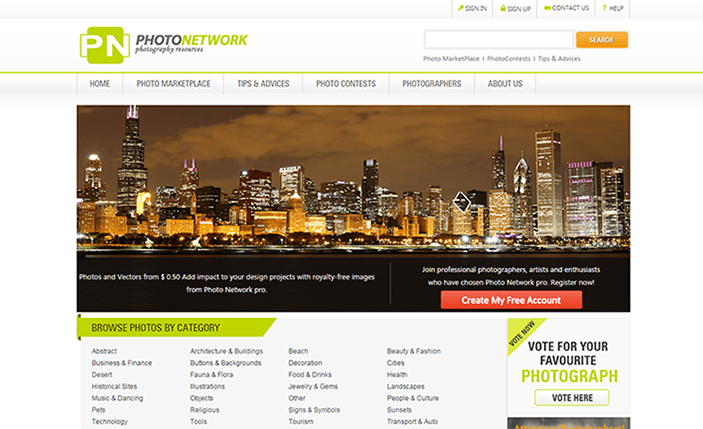 SIGN IN
SIGN UP
CONTACT US
HELP
PN PHOTONETWORK
photography resources
SEARCH
Photo MarketPlace I PhotoContests I Tips & Advices
HOME
PHOTO MARKETPLACE
TIPS & ADVICES
PHOTO CONTESTS
PHOTOGRAPHERS
ABOUT US
Photos and Vectors from $ 0.50 Add impact to your design projects with royalty-free images
from Photo Network pro.
Join professional photographers, artists and enthusiasts
who have chosen Photo Network pro. Register now!
Create My Free Account
BROWSE PHOTOS BY CATEGORY
Abstract Architecture & Buildings Beach Beauty & Fashion
Business & Finance Buttons & Backgrounds Decoration Cities
Desert Fauna & Flora Food & Drinks Health
Historical Sites Illustrations Jewelry & Gems Landscapes
Music & Dancing Objects Other People & Culture
Pets Religious Signs & Symbols Sunsets
Technology Tools Tourism Transport & Auto
VOTE NOW
VOTE FOR YOUR
FAVOURITE
PHOTOGRAPH
VOTE HERE